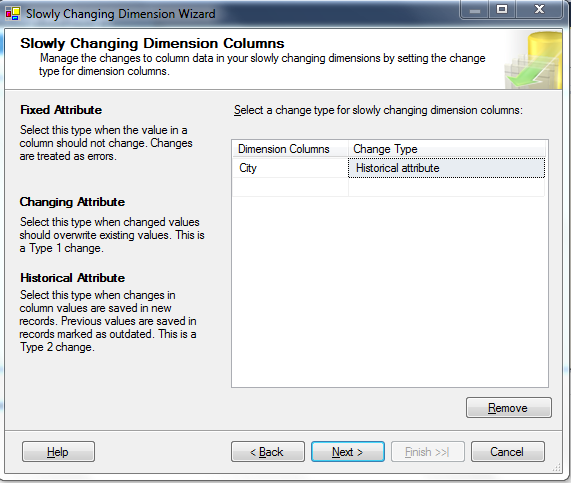 Slowly Changing Dimension Wizard
Slowly Changing Dimension Columns
Manage the changes to column data in your slowly changing dimensions by setting the change
type for dimension columns.
Fixed Attribute
Select this type when the value in a
column should not change. Changes
are treated as errors.
Changing Attribute
Select this type when changed values
should overwrite existing values. This is
a Type 1 change.
Historical Attribute
Select this type when changes in
column values are saved in new
records. Previous values are saved in
records marked as outdated. This is a
Type 2 change.
Select a change type for slowly changing dimension columns:
Dimension Columns Change Type
City Historical attribute
Remove
Help < Back Next > Finish >>| Cancel